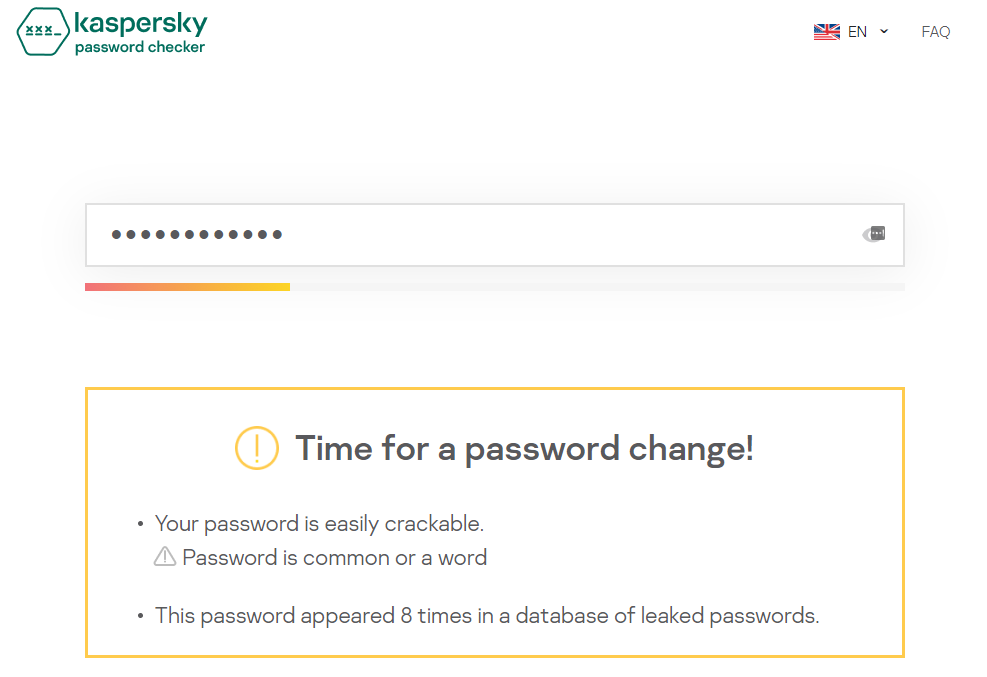 xxx_ kaspersky
password checker
EN FAQ
••••••••••••
Time for a password change!
• Your password is easily crackable.
Password is common or a word
• This password appeared 8 times in a database of leaked passwords.